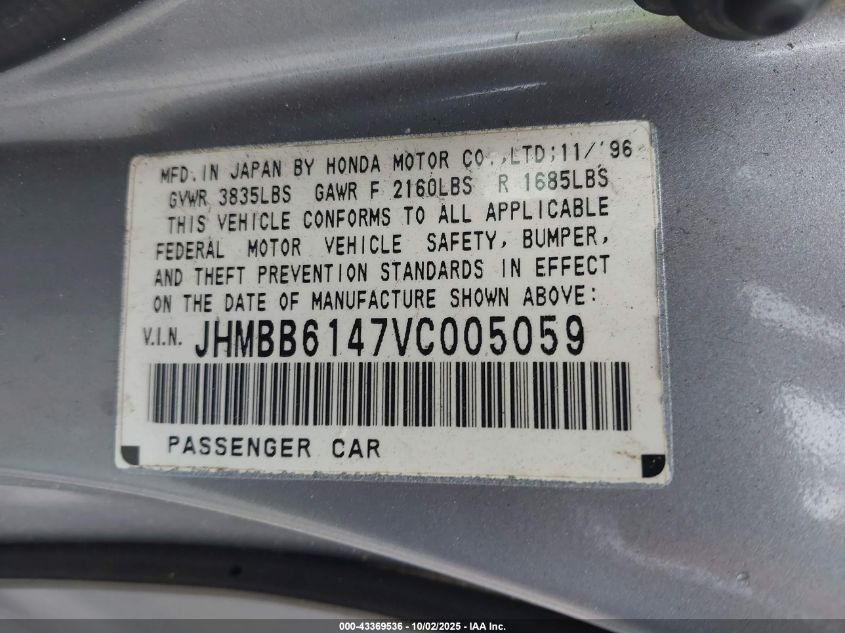 MFD. IN JAPAN BY HONDA MOTOR CO.,LTD;11/'96
GVWR 3835LBS GAWR F 2160LBS R 1685LBS
THIS VEHICLE CONFORMS TO ALL APPLICABLE
FEDERAL MOTOR VEHICLE SAFETY, BUMPER,
AND THEFT PREVENTION STANDARDS IN EFFECT
ON THE DATE OF MANUFACTURE SHOWN ABOVE:
V.I.N. JHMBB6147VC005059
PASSENGER CAR
000-43369536 - 10/02/2025 - IAA Inc.